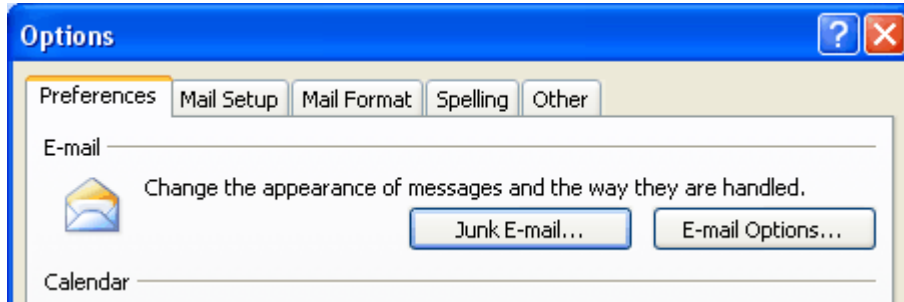 Options
Preferences Mail Setup Mail Format Spelling Other
E-mail
Change the appearance of messages and the way they are handled.
Junk E-mail... E-mail Options...
Calendar